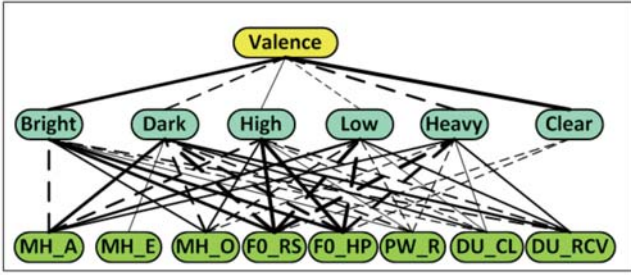 Valence
Bright Dark High Low Heavy Clear
MH_A MH_E MH_O F0_RS F0_HP PW_R DU_CL DU_RCV